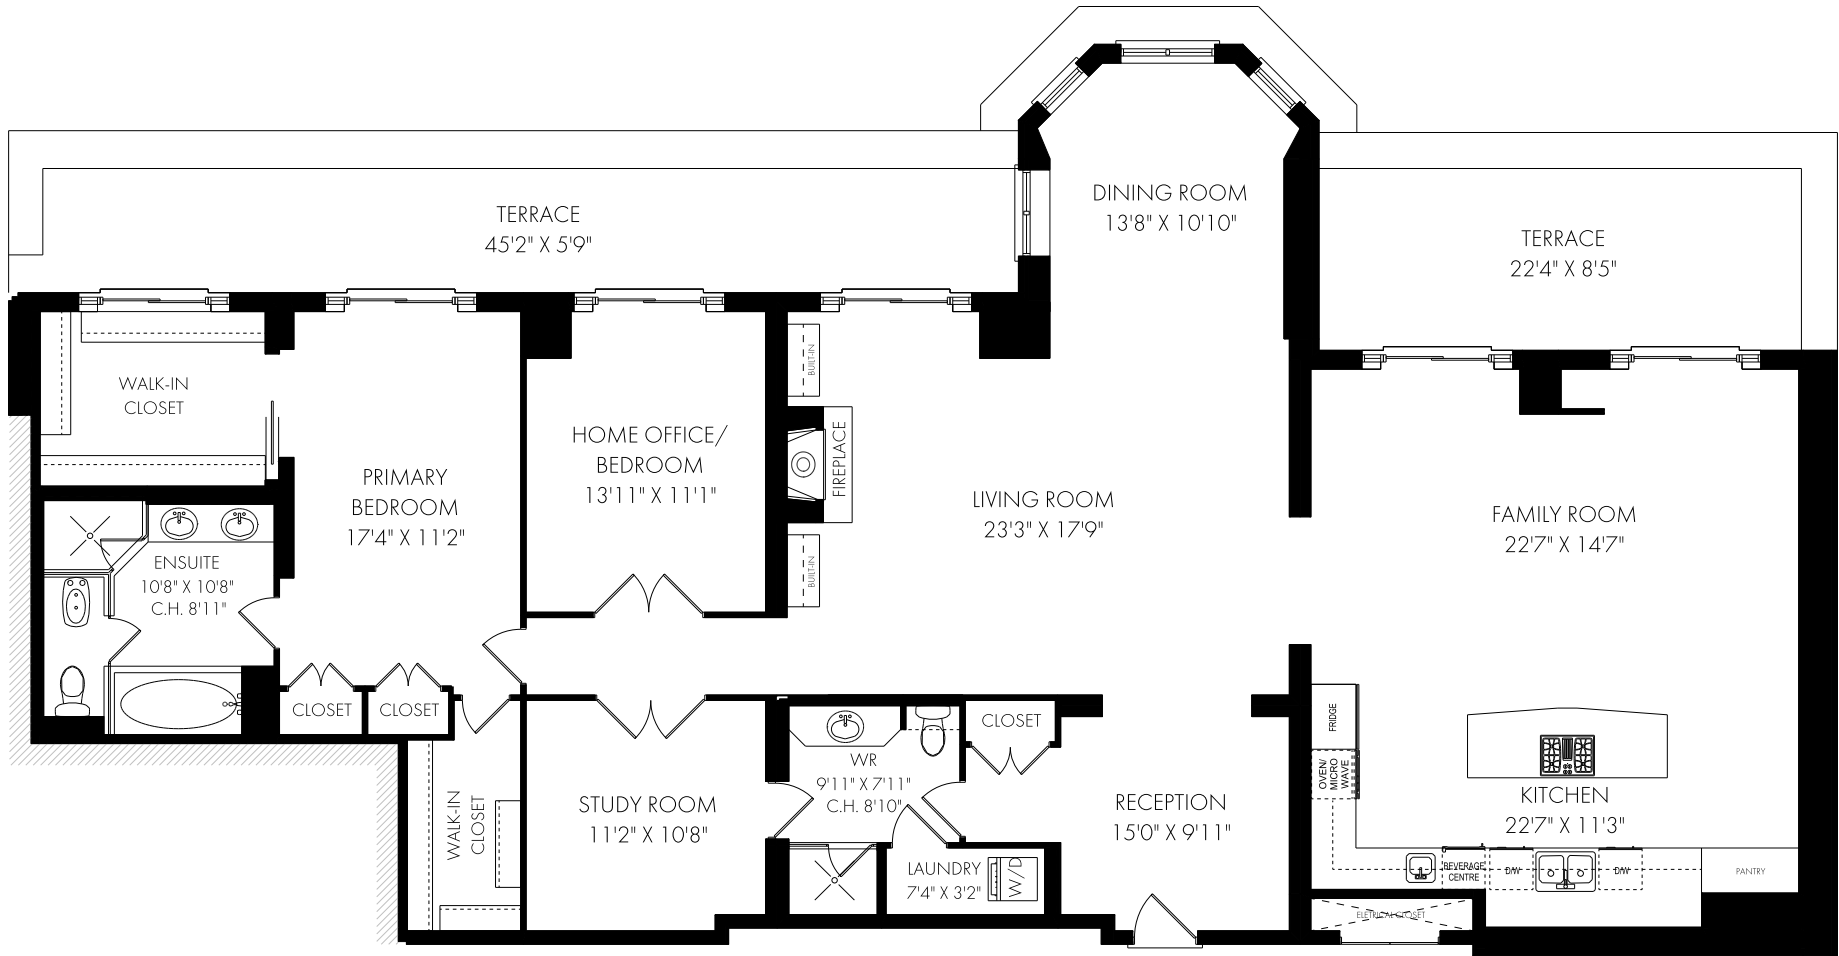 DINING ROOM
13'8" X 10'10"
TERRACE
45'2" X 5'9"
TERRACE
22'4" X 8'5"
WALK-IN
CLOSET
BUILT-IN
HOME OFFICE/
BEDROOM
13'11" X 11'1"
FIREPLACE
PRIMARY
BEDROOM
17'4" X 11'2"
LIVING ROOM
23'3" X 17'9"
FAMILY ROOM
22'7" X 14'7"
ENSUITE
10'8" X 10'8"
C.H. 8'11"
BUILT-IN
CLOSET
CLOSET
CLOSET
FRIDGE
WR
9'11" X 7'11"
C.H. 8'10"
OVEN/
MICRO
WAVE
WALK-IN
CLOSET
STUDY ROOM
11'2" X 10'8"
RECEPTION
15'0" X 9'11"
KITCHEN
22'7" X 11'3"
LAUNDRY
7'4" X 3'2"
W/D
BEVERAGE
CENTRE
D/W
D/W
PANTRY
ELETRICAL CLOSET